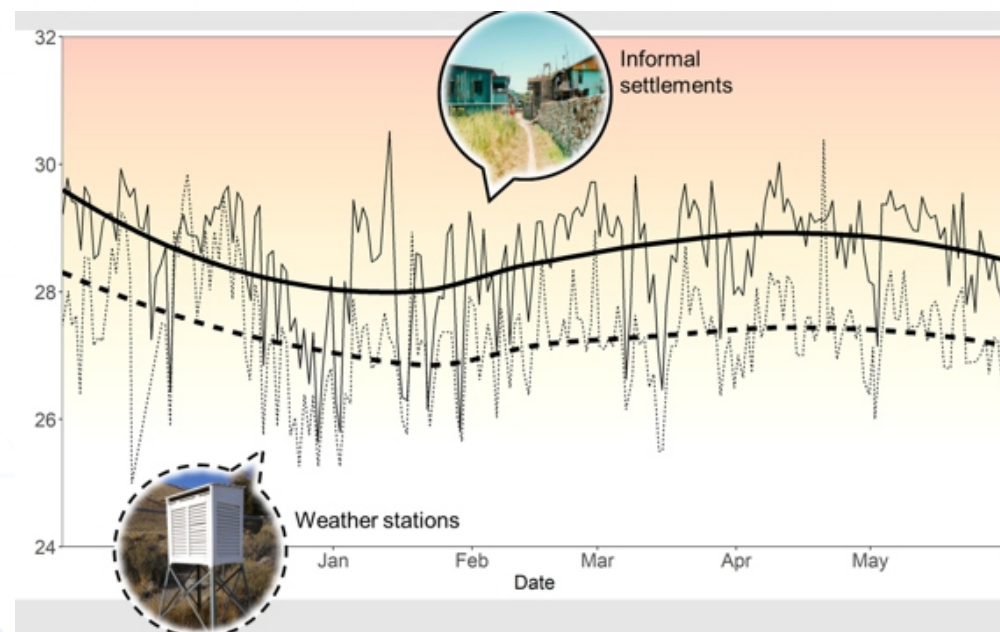 32
Informal
settlements
30
28
26
Weather stations
24
Jan Feb Mar Apr May
Date